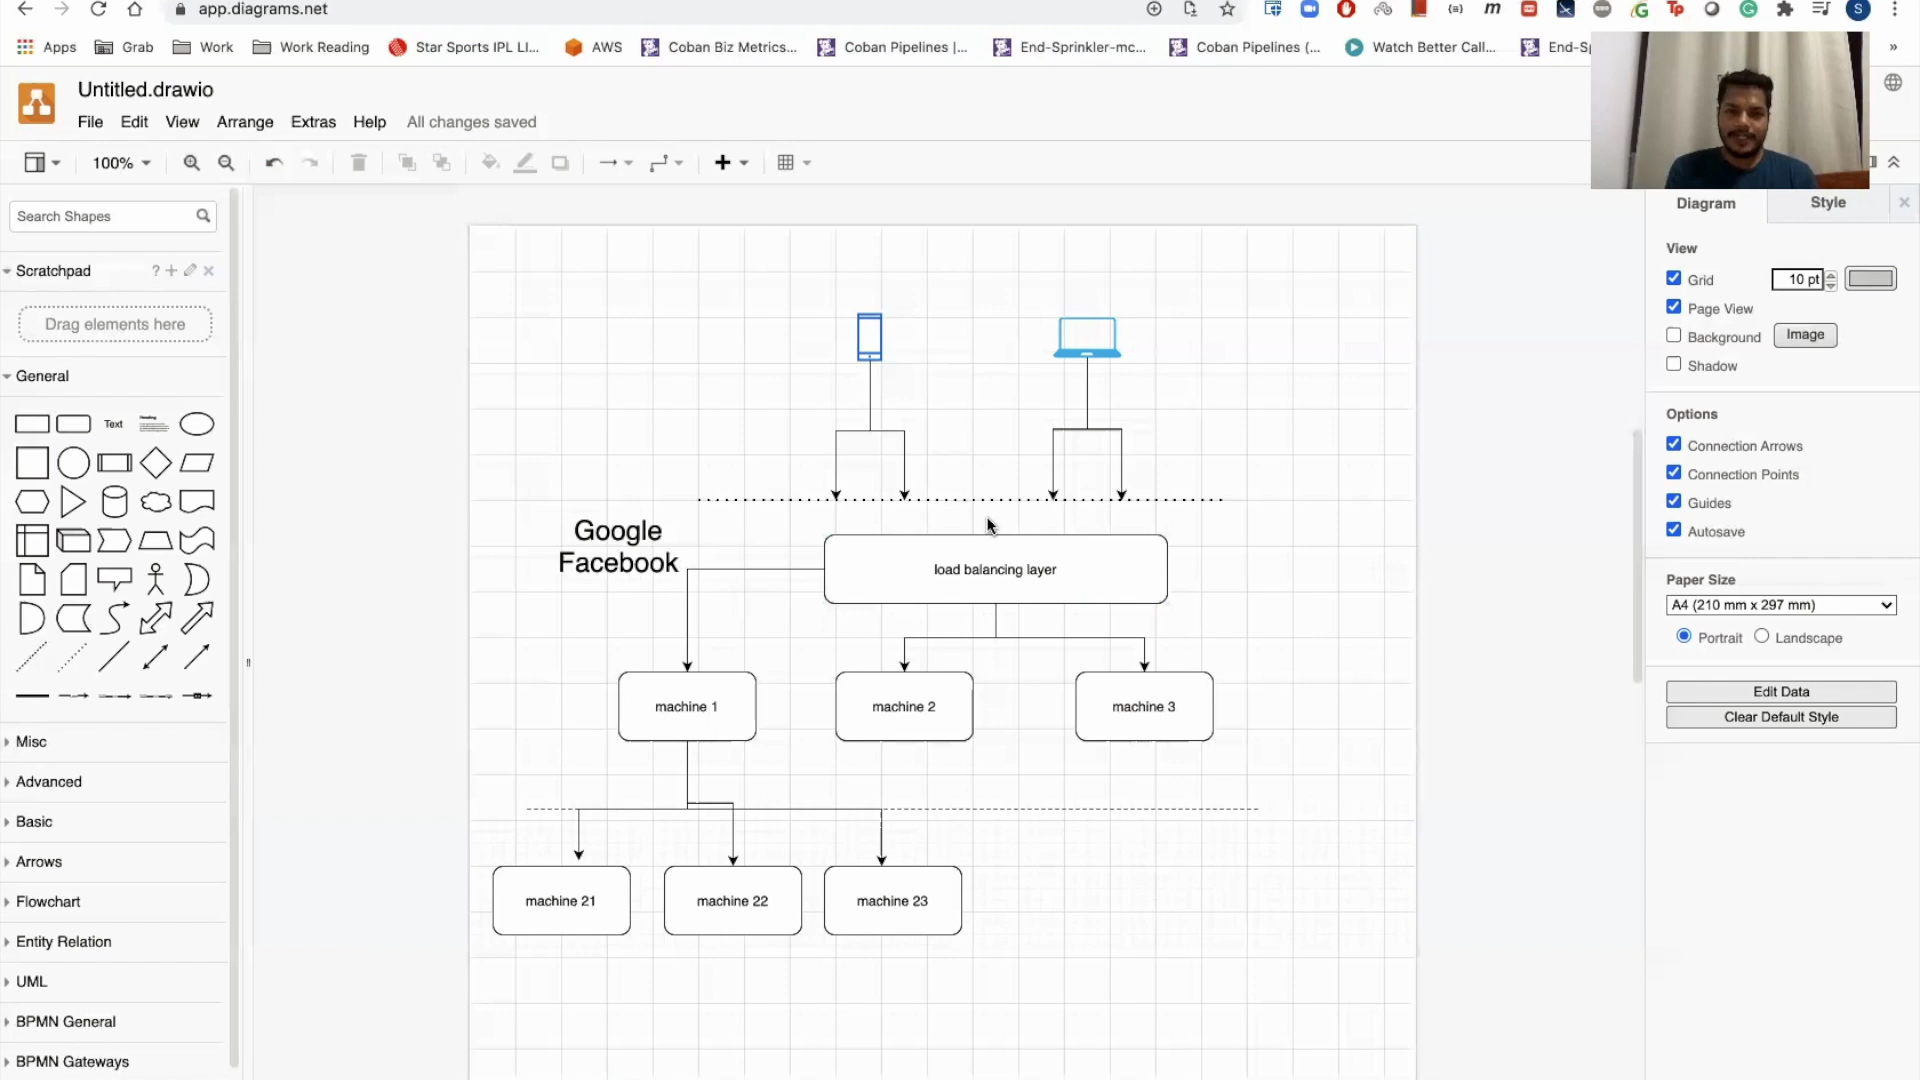 app.diagrams.net
Apps
Grab
Work
Work Reading
Star Sports IPL LI...
AWS
Coban Biz Metrics...
Coban Pipelines |...
End-Sprinkler-mc...
Coban Pipelines (...
Watch Better Call...
End-Sp
»
Untitled.drawio
File Edit View Arrange Extras Help All changes saved
100%
Search Shapes
Diagram
Style
Scratchpad
Drag elements here
General
Text
Heading
Misc
Advanced
Basic
Arrows
Flowchart
Entity Relation
UML
BPMN General
BPMN Gateways
Google
Facebook
load balancing layer
machine 1
machine 2
machine 3
machine 21
machine 22
machine 23
View
Grid
10 pt
Page View
Background
Image
Shadow
Options
Connection Arrows
Connection Points
Guides
Autosave
Paper Size
A4 (210 mm x 297 mm)
Portrait
Landscape
Edit Data
Clear Default Style